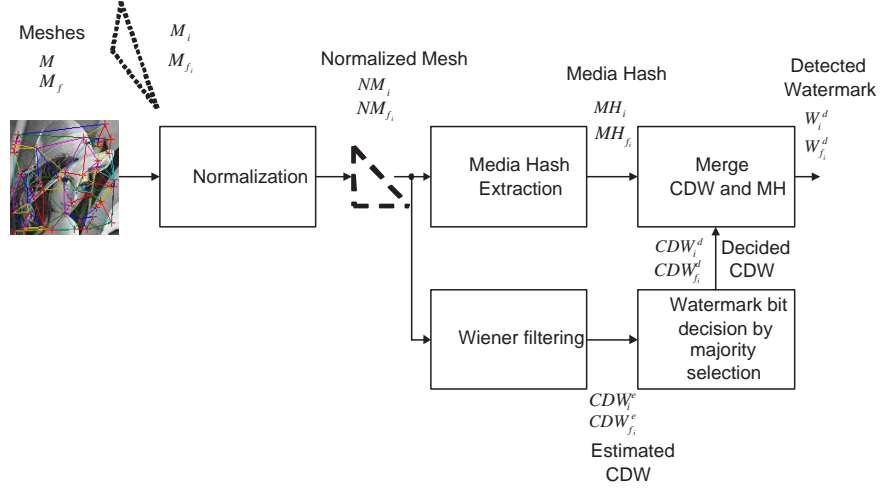 Meshes
M
M_f
M_i
M_{f_i}
Normalized Mesh
NM_i
NM_{f_i}
Media Hash
MH_i
MH_{f_i}
Detected
Watermark
W_i^d
W_{f_i}^d
Normalization
Media Hash
Extraction
Merge
CDW and MH
CDW_i^d
CDW_{f_i}^d
Decided
CDW
Wiener filtering
Watermark bit
decision by
majority
selection
CDW_i^e
CDW_{f_i}^e
Estimated
CDW